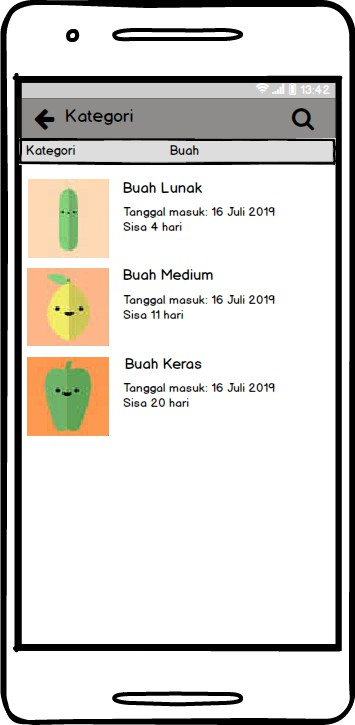 13:42
Kategori
Kategori Buah
Buah Lunak
Tanggal masuk: 16 Juli 2019
Sisa 4 hari
Buah Medium
Tanggal masuk: 16 Juli 2019
Sisa 11 hari
Buah Keras
Tanggal masuk: 16 Juli 2019
Sisa 20 hari